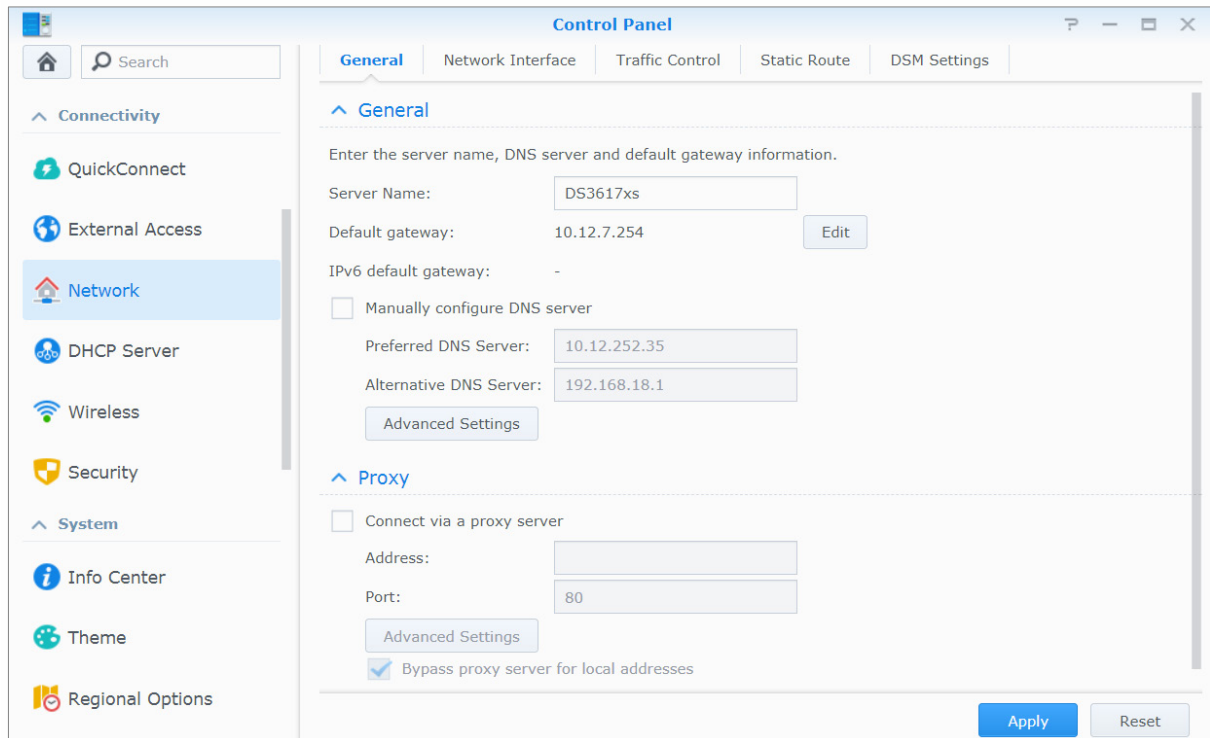 Control Panel
Search
Connectivity
QuickConnect
External Access
Network
DHCP Server
Wireless
Security
System
Info Center
Theme
Regional Options
General Network Interface Traffic Control Static Route DSM Settings
General
Enter the server name, DNS server and default gateway information.
Server Name: DS3617xs
Default gateway: 10.12.7.254 Edit
IPv6 default gateway: -
Manually configure DNS server
Preferred DNS Server: 10.12.252.35
Alternative DNS Server: 192.168.18.1
Advanced Settings
Proxy
Connect via a proxy server
Address:
Port: 80
Advanced Settings
Bypass proxy server for local addresses
Apply Reset